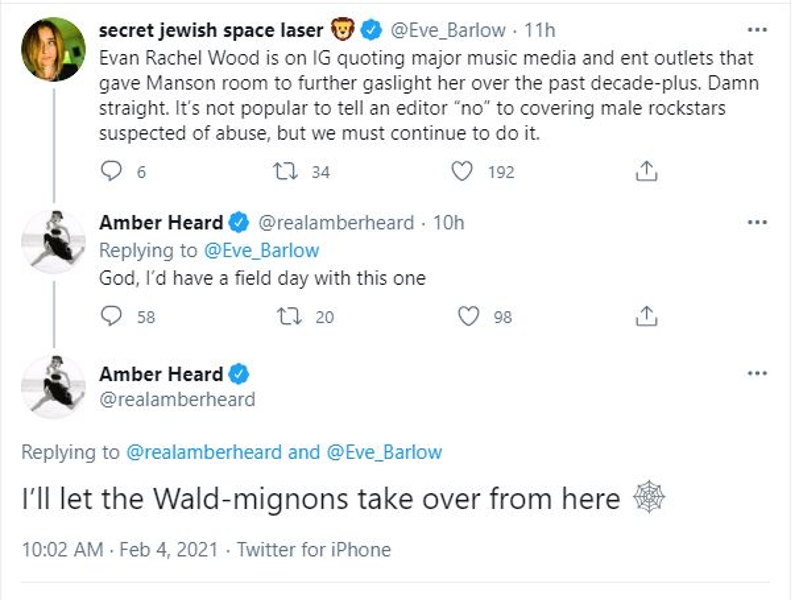 secret jewish space laser 🦁 @Eve_Barlow · 11h
Evan Rachel Wood is on IG quoting major music media and ent outlets that
gave Manson room to further gaslight her over the past decade-plus. Damn
straight. It's not popular to tell an editor “no” to covering male rockstars
suspected of abuse, but we must continue to do it.
6 34 192
Amber Heard @realamberheard · 10h
Replying to @Eve_Barlow
God, I'd have a field day with this one
58 20 98
Amber Heard
@realamberheard
Replying to @realamberheard and @Eve_Barlow
I'll let the Wald-mignons take over from here 🕸
10:02 AM · Feb 4, 2021 · Twitter for iPhone